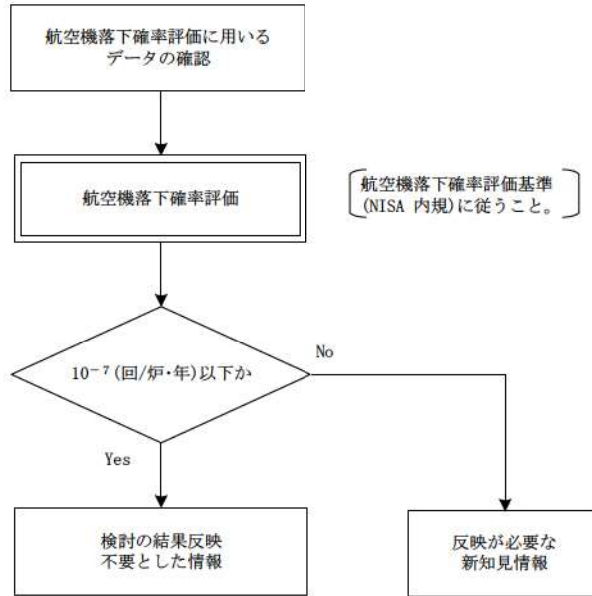 航空機落下確率評価に用いる
データの確認
航空機落下確率評価
航空機落下確率評価基準
(NISA 内規)に従うこと。
10⁻⁷(回/炉・年)以下か
No
Yes
検討の結果反映
不要とした情報
反映が必要な
新知見情報